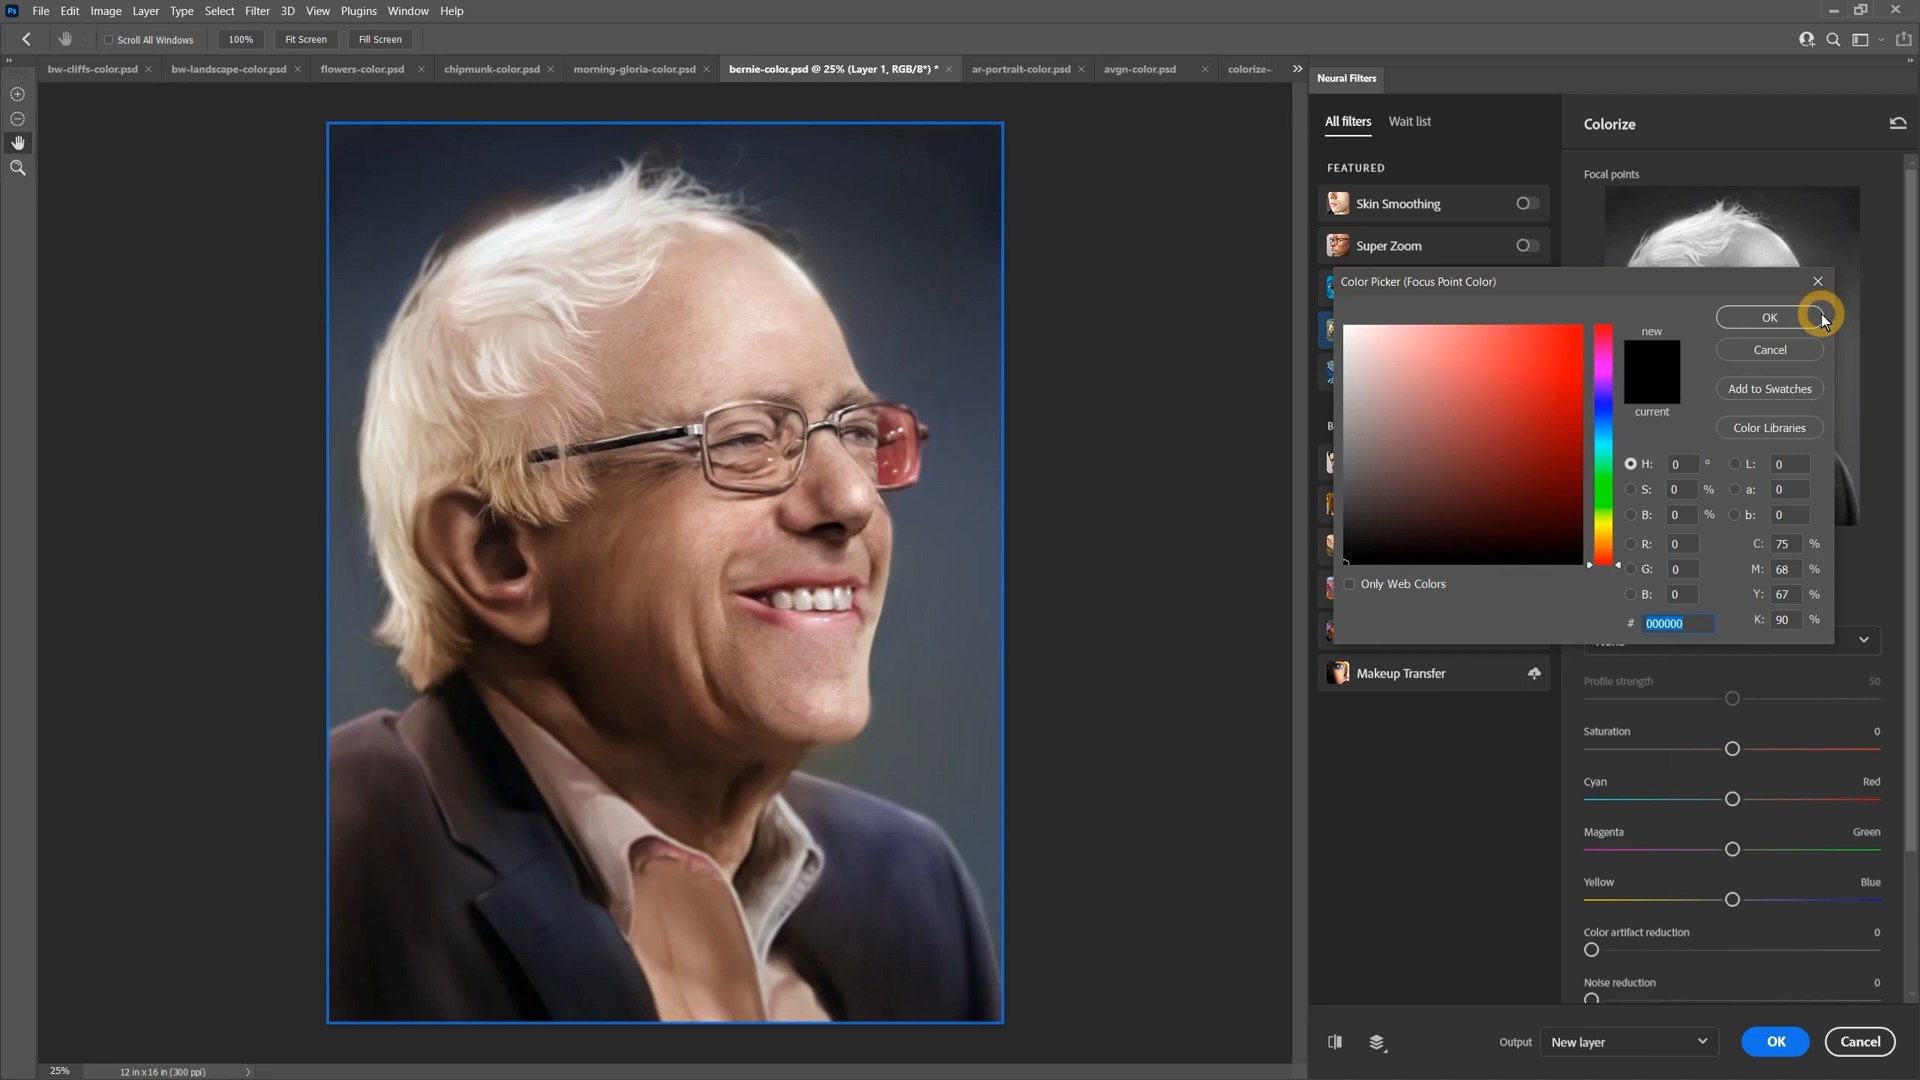 Ps File Edit Image Layer Type Select Filter 3D View Plugins Window Help
Scroll All Windows 100% Fit Screen Fill Screen
bw-cliffs-color.psd bw-landscape-color.psd flowers-color.psd chipmunk-color.psd morning-gloria-color.psd bernie-color.psd @ 25% (Layer 1, RGB/8*) * ar-portrait-color.psd avgn-color.psd colorize-
Neural Filters
All filters Wait list
FEATURED
Skin Smoothing
Super Zoom
B
Makeup Transfer
Colorize
Focal points
Color Picker (Focus Point Color)
new
current
OK
Cancel
Add to Swatches
Color Libraries
H: 0 ° L: 0
S: 0 % a: 0
B: 0 % b: 0
R: 0 C: 75 %
G: 0 M: 68 %
B: 0 Y: 67 %
# 000000 K: 90 %
Only Web Colors
Profile strength 50
Saturation 0
Cyan Red
Magenta Green
Yellow Blue
Color artifact reduction 0
Noise reduction 0
Output New layer OK Cancel
25% 12 in x 16 in (300 ppi)